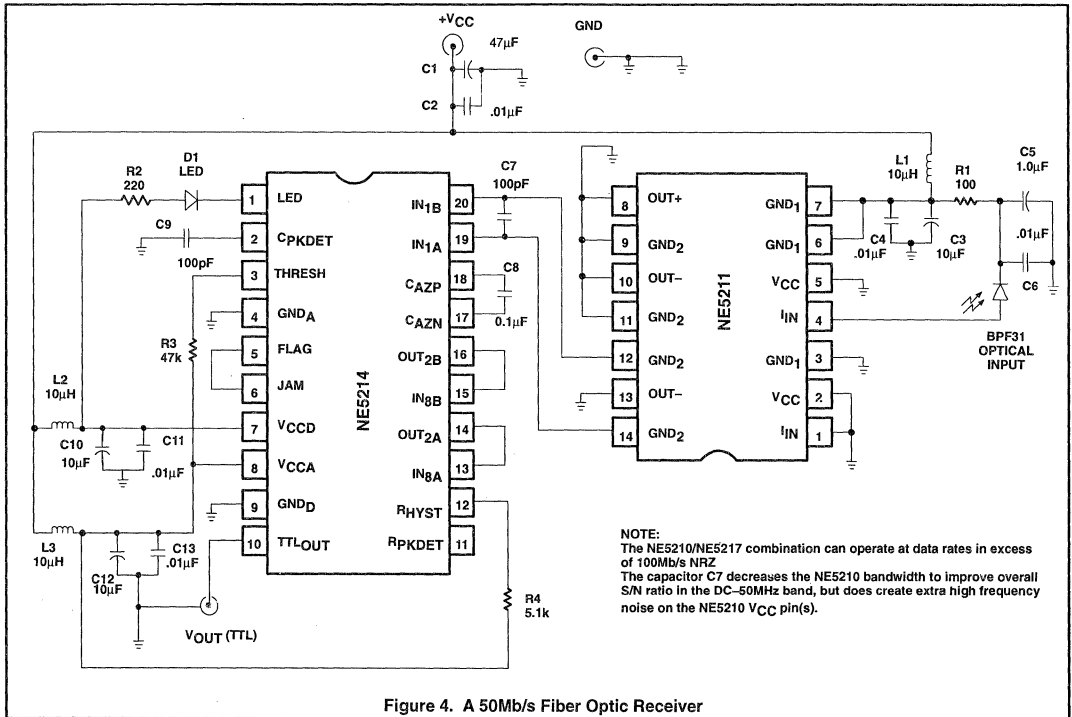 +VCC
GND
47µF
C1
C2
.01µF
D1
LED
R2
220
C9
100pF
R3
47k
L2
10µH
C10
10µF
C11
.01µF
L3
10µH
C12
10µF
C13
.01µF
VOUT (TTL)
NE5214
1 LED
2 CPKDET
3 THRESH
4 GNDA
5 FLAG
6 JAM
7 VCCD
8 VCCA
9 GNDD
10 TTLOUT
IN1B 20
IN1A 19
CAZP 18
CAZN 17
OUT2B 16
IN8B 15
OUT2A 14
IN8A 13
RHYST 12
RPKDET 11
C7
100pF
C8
0.1µF
R4
5.1k
NE5211
8 OUT+
9 GND2
10 OUT–
11 GND2
12 GND2
13 OUT–
14 GND2
GND1 7
GND1 6
VCC 5
IIN 4
GND1 3
VCC 2
IIN 1
L1
10µH
R1
100
C5
1.0µF
C4
.01µF
C3
10µF
.01µF
C6
BPF31
OPTICAL
INPUT
NOTE:
The NE5210/NE5217 combination can operate at data rates in excess
of 100Mb/s NRZ
The capacitor C7 decreases the NE5210 bandwidth to improve overall
S/N ratio in the DC–50MHz band, but does create extra high frequency
noise on the NE5210 VCC pin(s).
Figure 4. A 50Mb/s Fiber Optic Receiver